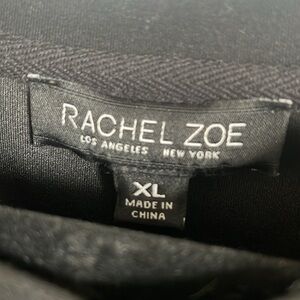 RACHEL ZOE
LOS ANGELES NEW YORK
XL
MADE IN
CHINA